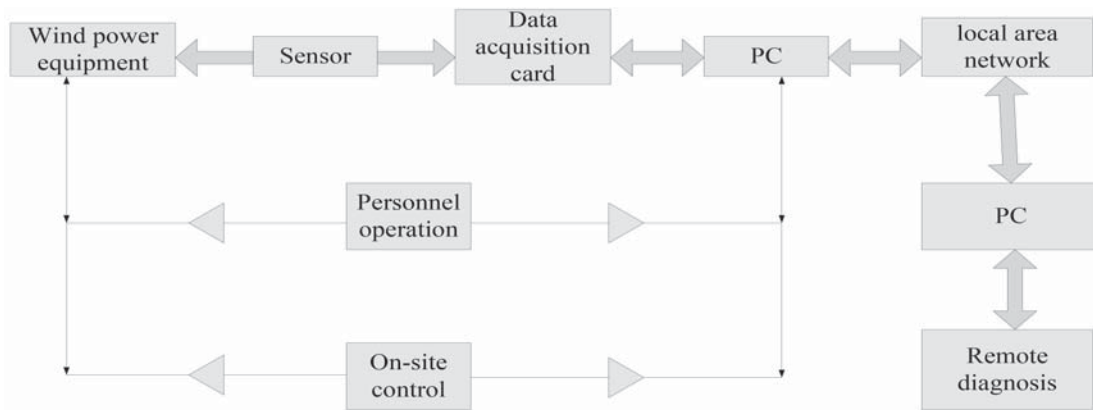 Wind power
equipment
Sensor
Data
acquisition
card
PC
local area
network
Personnel
operation
PC
On-site
control
Remote
diagnosis